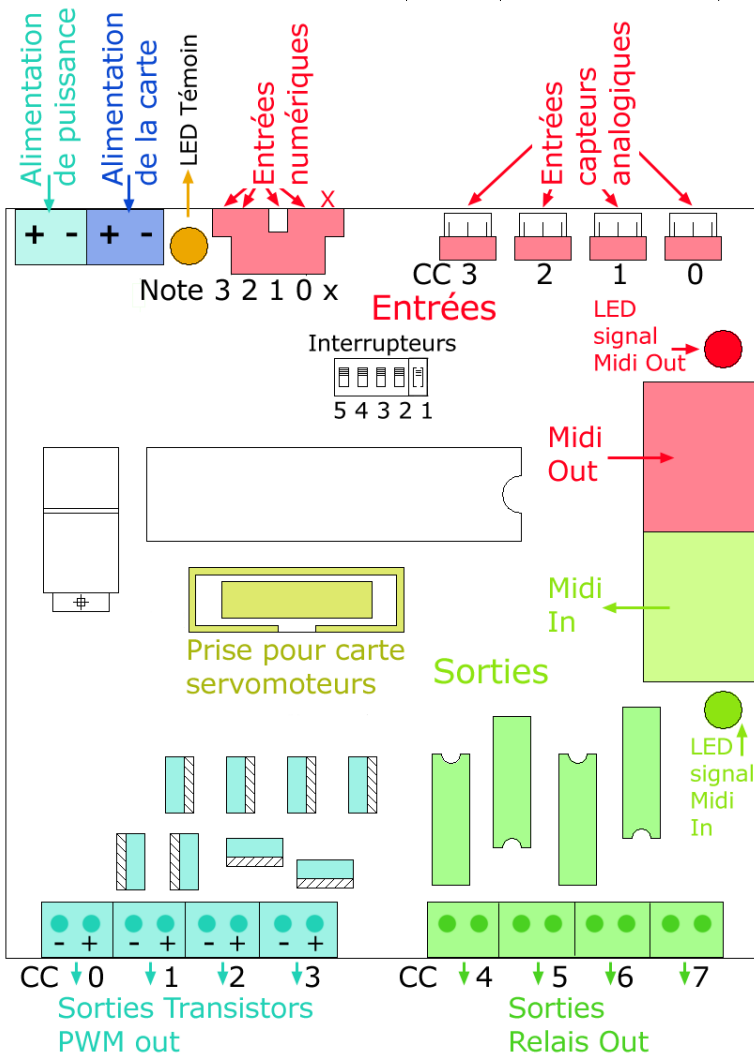 Alimentation
de puissance
Alimentation
de la carte
LED Témoin
Entrées
numériques
X
Entrées
capteurs
analogiques
+ - + -
Note 3 2 1 0 x
CC 3 2 1 0
Entrées
LED
signal
Midi Out
Interrupteurs
5 4 3 2 1
Midi
Out
Midi
In
Prise pour carte
servomoteurs
Sorties
LED
signal
Midi
In
- + - + - + - +
CC 0 1 2 3
CC 4 5 6 7
Sorties Transistors
PWM out
Sorties
Relais Out